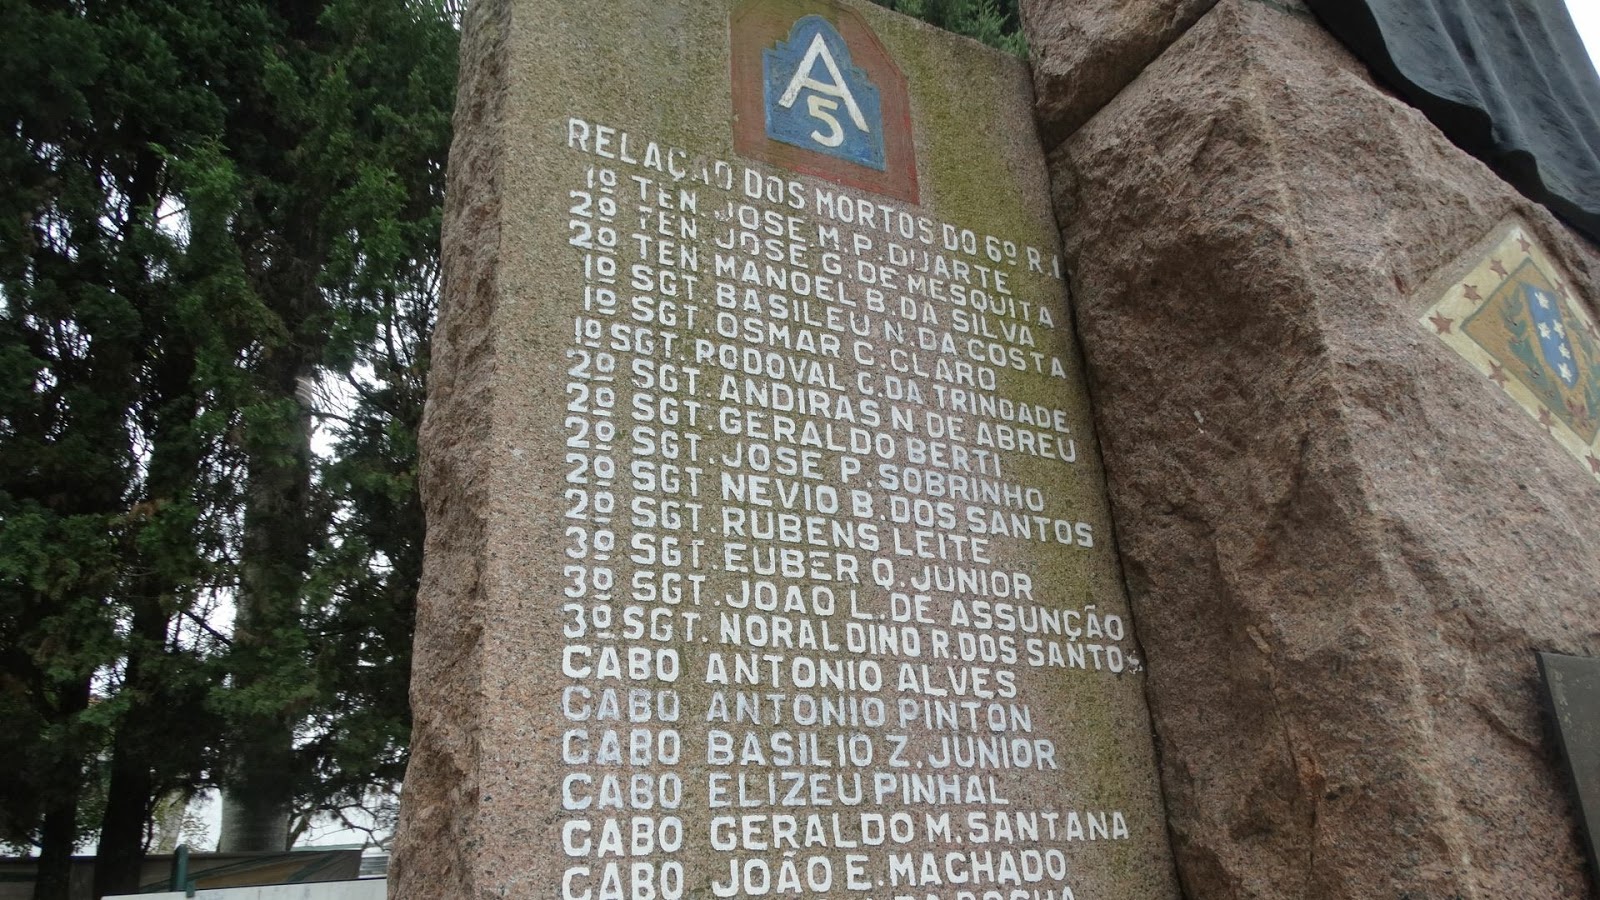 A
5
RELAÇÃO DOS MORTOS DO 6º R.I
1º TEN. JOSE M.P. DUARTE
2º TEN. JOSE G. DE MESQUITA
2º TEN. MANOEL B. DA SILVA
1º SGT. BASILEU N. DA COSTA
1º SGT. OSMAR C. CLARO
1º SGT. RODOVAL C. DA TRINDADE
2º SGT. ANDIRAS N. DE ABREU
2º SGT. GERALDO BERTI
2º SGT. JOSE P. SOBRINHO
2º SGT NEVIO B. DOS SANTOS
2º SGT. RUBENS LEITE
3º SGT. EUBER Q. JUNIOR
3º SGT. JOAO L. DE ASSUNÇÃO
3º SGT. NORALDINO R. DOS SANTOS
CABO ANTONIO ALVES
CABO ANTONIO PINTON
CABO BASILIO Z. JUNIOR
CABO ELIZEU PINHAL
CABO GERALDO M. SANTANA
CABO JOÃO E. MACHADO